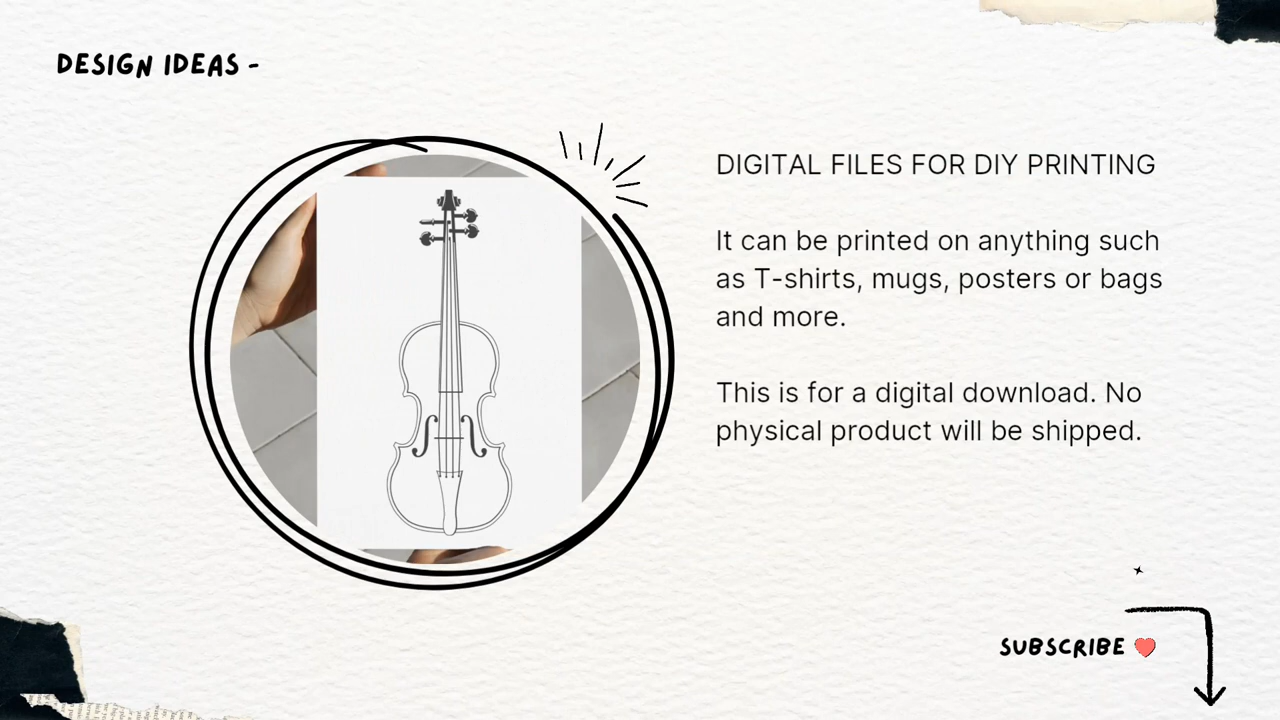 DESIGN IDEAS -
DIGITAL FILES FOR DIY PRINTING
It can be printed on anything such
as T-shirts, mugs, posters or bags
and more.
This is for a digital download. No
physical product will be shipped.
SUBSCRIBE ❤️